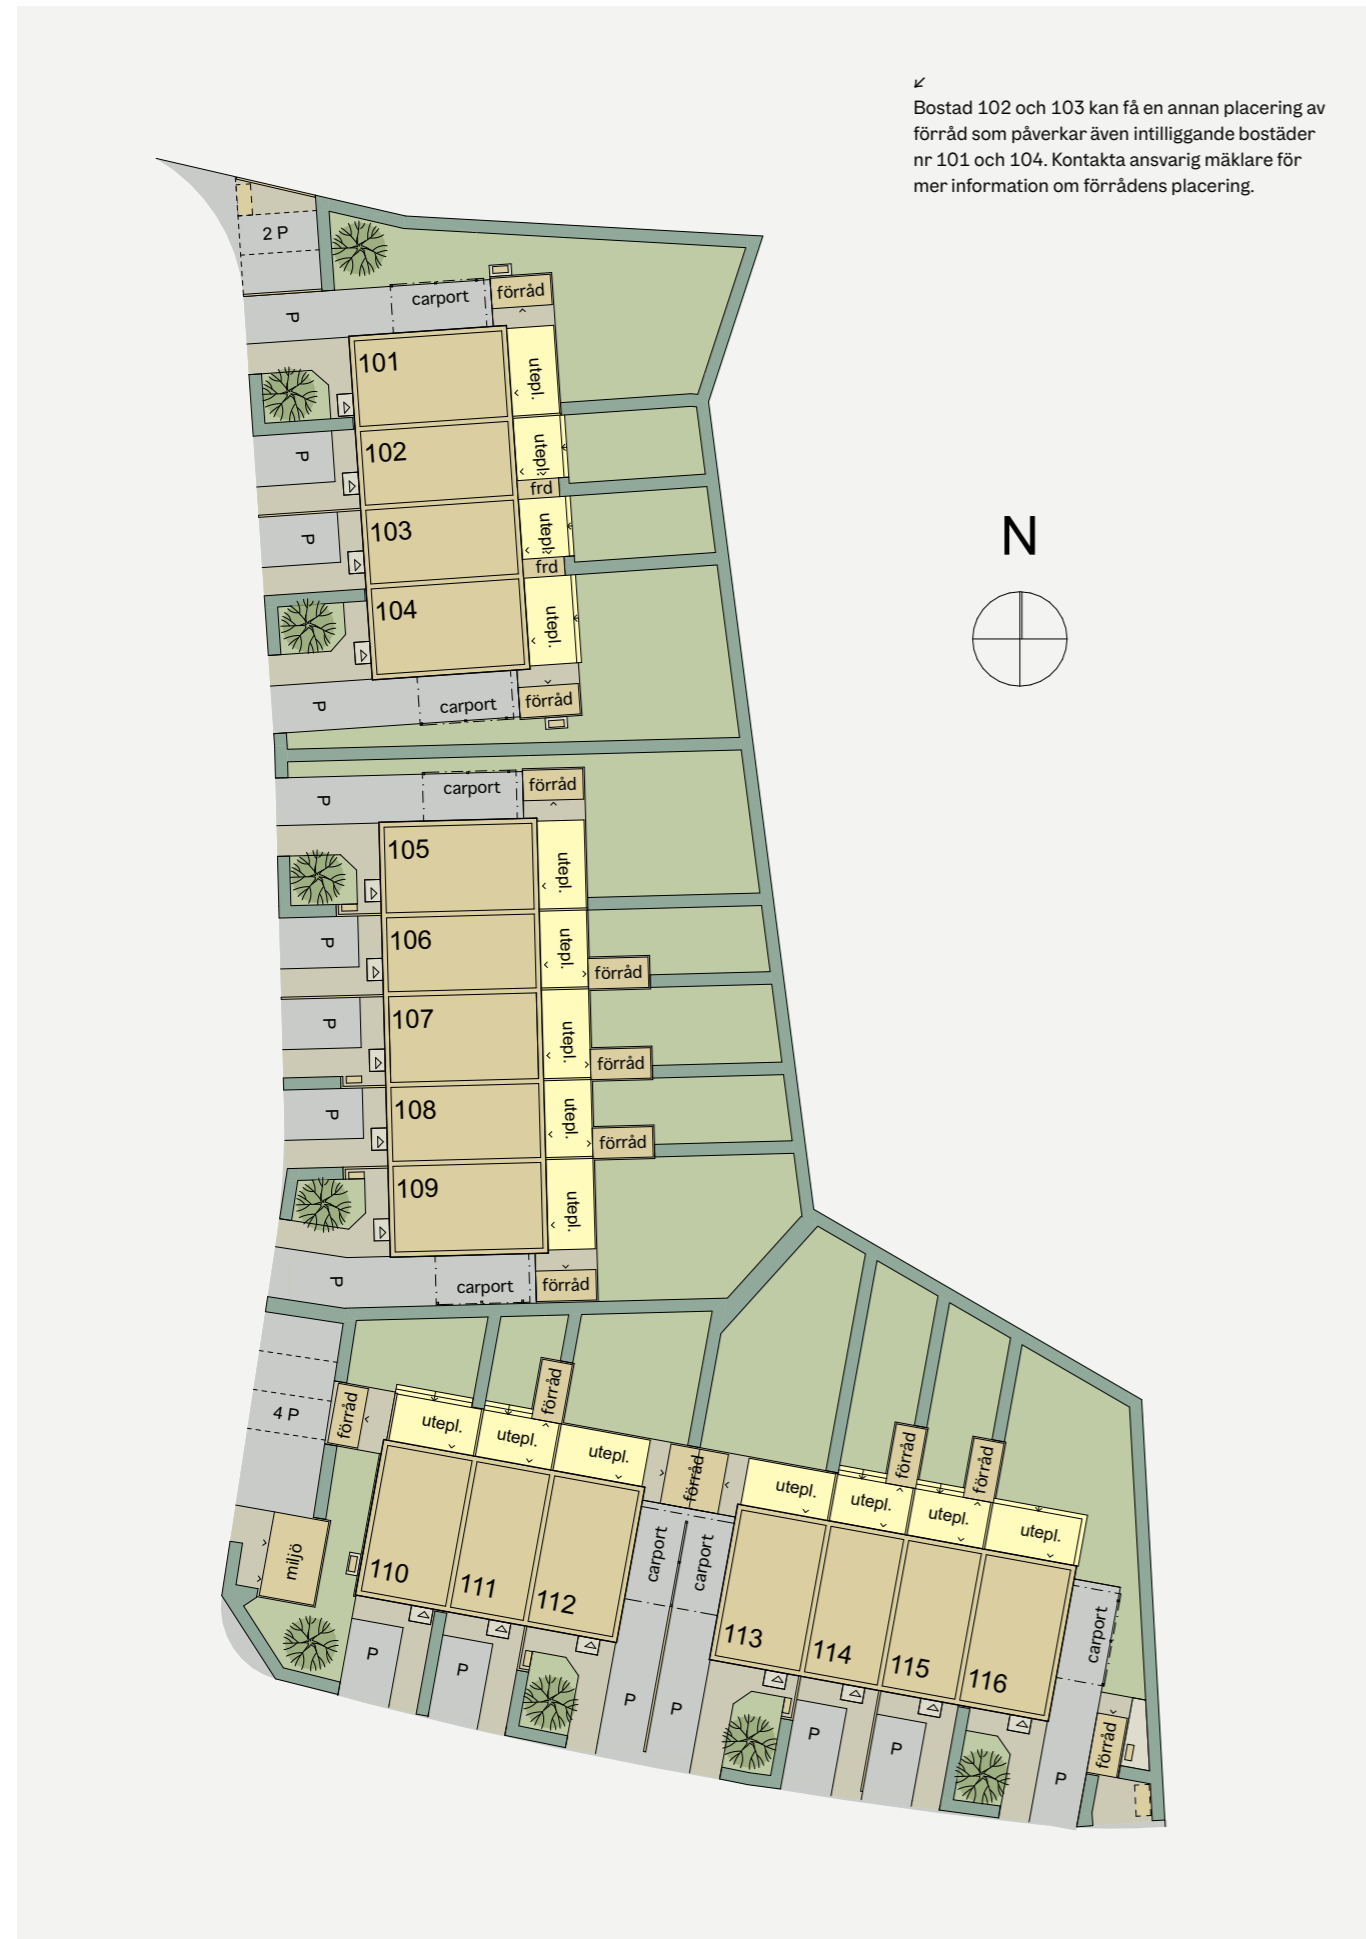 ↙
Bostad 102 och 103 kan få en annan placering av
förråd som påverkar även intilliggande bostäder
nr 101 och 104. Kontakta ansvarig mäklare för
mer information om förrådens placering.
2 P
carport
förråd
P
101
utepl.
102
utepl.
P
frd
103
utepl.
P
frd
104
utepl.
P
carport
förråd
N
carport
förråd
P
105
utepl.
106
utepl.
P
förråd
107
utepl.
P
förråd
108
utepl.
P
förråd
109
utepl.
P
carport
förråd
4 P
förråd
utepl.
utepl.
förråd
utepl.
förråd
utepl.
utepl.
förråd
utepl.
förråd
utepl.
miljö
110
111
112
carport
carport
113
114
115
116
carport
P
P
P
P
P
P
P
förråd